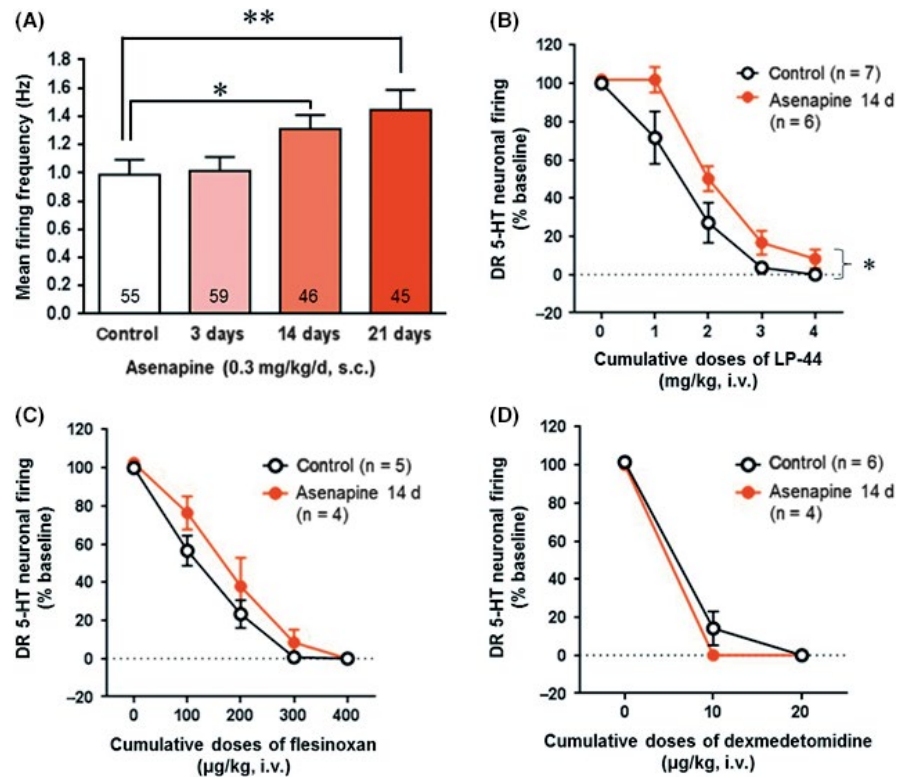 (A)
**
*
Mean firing frequency (Hz)
1.8
1.6
1.4
1.2
1.0
0.8
0.6
0.4
0.2
0.0
55
59
46
45
Control
3 days
14 days
21 days
Asenapine (0.3 mg/kg/d, s.c.)
(B)
DR 5-HT neuronal firing
(% baseline)
120
100
80
60
40
20
0
−20
Control (n = 7)
Asenapine 14 d
(n = 6)
*
0
1
2
3
4
Cumulative doses of LP-44
(mg/kg, i.v.)
(C)
DR 5-HT neuronal firing
(% baseline)
120
100
80
60
40
20
0
−20
Control (n = 5)
Asenapine 14 d
(n = 4)
0
100
200
300
400
Cumulative doses of flesinoxan
(µg/kg, i.v.)
(D)
DR 5-HT neuronal firing
(% baseline)
120
100
80
60
40
20
0
−20
Control (n = 6)
Asenapine 14 d
(n = 4)
0
10
20
Cumulative doses of dexmedetomidine
(µg/kg, i.v.)